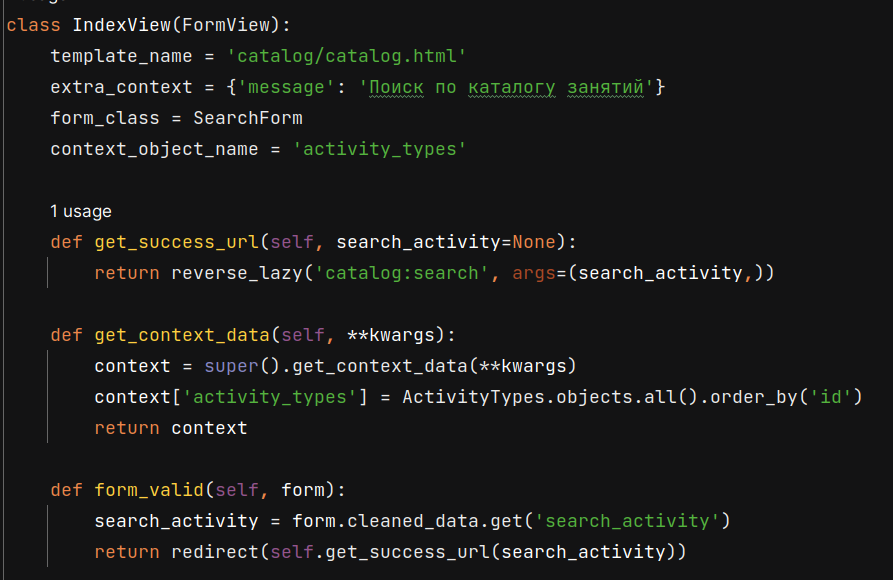 class IndexView(FormView):
    template_name = 'catalog/catalog.html'
    extra_context = {'message': 'Поиск по каталогу занятий'}
    form_class = SearchForm
    context_object_name = 'activity_types'
    1 usage
    def get_success_url(self, search_activity=None):
        return reverse_lazy('catalog:search', args=(search_activity,))
    def get_context_data(self, **kwargs):
        context = super().get_context_data(**kwargs)
        context['activity_types'] = ActivityTypes.objects.all().order_by('id')
        return context
    def form_valid(self, form):
        search_activity = form.cleaned_data.get('search_activity')
        return redirect(self.get_success_url(search_activity))